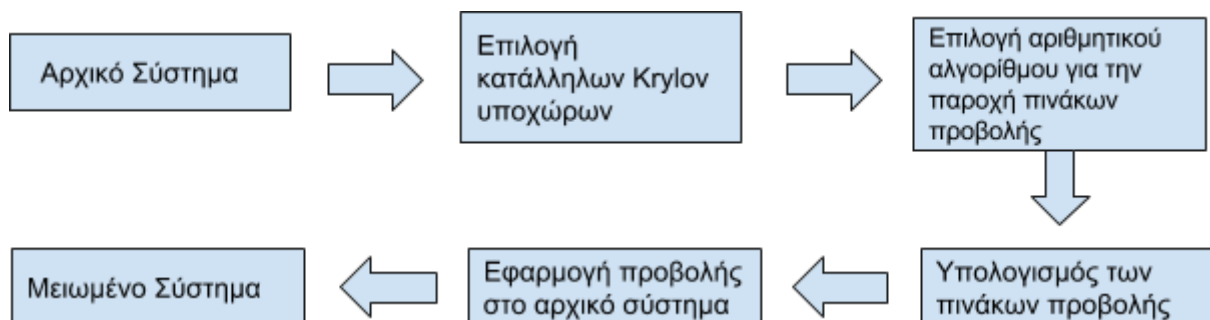 Αρχικό Σύστημα
Επιλογή
κατάλληλων Krylov
υποχώρων
Επιλογή αριθμητικού
αλγορίθμου για την
παροχή πινάκων
προβολής
Υπολογισμός των
πινάκων προβολής
Εφαρμογή προβολής
στο αρχικό σύστημα
Μειωμένο Σύστημα